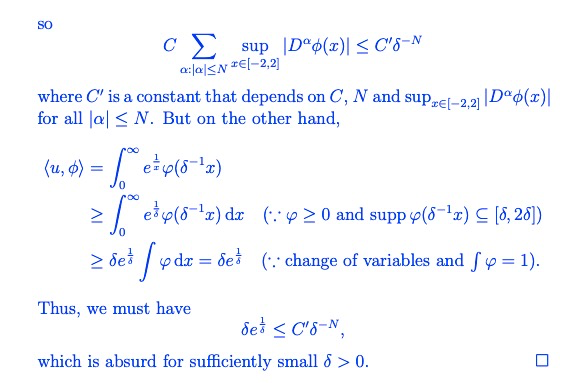 so
$$C \sum_{\alpha:|\alpha|\leq N} \sup_{x\in[-2,2]} |D^\alpha \phi(x)| \leq C'\delta^{-N}$$
where $C'$ is a constant that depends on $C$, $N$ and $\sup_{x\in[-2,2]} |D^\alpha \phi(x)|$
for all $|\alpha| \leq N$. But on the other hand,
$$\langle u, \phi \rangle = \int_0^\infty e^{\frac{1}{x}} \varphi(\delta^{-1}x)$$
$$\geq \int_0^\infty e^{\frac{1}{\delta}} \varphi(\delta^{-1}x)\, \mathrm{d}x \quad (\because \varphi \geq 0 \text{ and } \operatorname{supp} \varphi(\delta^{-1}x) \subseteq [\delta, 2\delta])$$
$$\geq \delta e^{\frac{1}{\delta}} \int \varphi\, \mathrm{d}x = \delta e^{\frac{1}{\delta}} \quad (\because \text{change of variables and } \int \varphi = 1).$$
Thus, we must have
$$\delta e^{\frac{1}{\delta}} \leq C'\delta^{-N},$$
which is absurd for sufficiently small $\delta > 0$. □